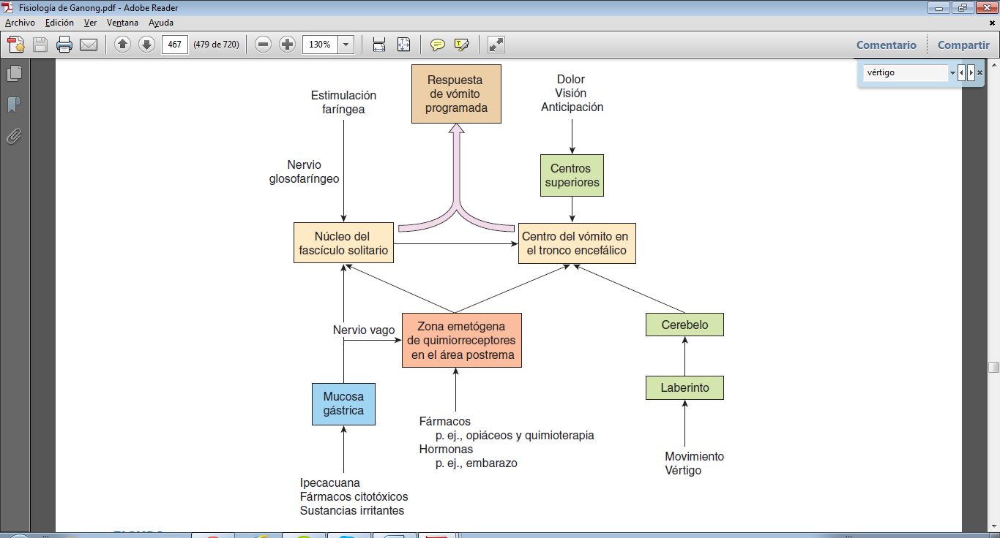 Fisiología de Ganong.pdf - Adobe Reader
Archivo Edición Ver Ventana Ayuda
467 (479 de 720) 130% Comentario Compartir
vértigo
Estimulación
faríngea
Respuesta
de vómito
programada
Dolor
Visión
Anticipación
Nervio
glosofaríngeo
Centros
superiores
Núcleo del
fascículo solitario
Centro del vómito en
el tronco encefálico
Nervio vago
Zona emetógena
de quimiorreceptores
en el área postrema
Cerebelo
Mucosa
gástrica
Laberinto
Fármacos
p. ej., opiáceos y quimioterapia
Hormonas
p. ej., embarazo
Movimiento
Vértigo
Ipecacuana
Fármacos citotóxicos
Sustancias irritantes